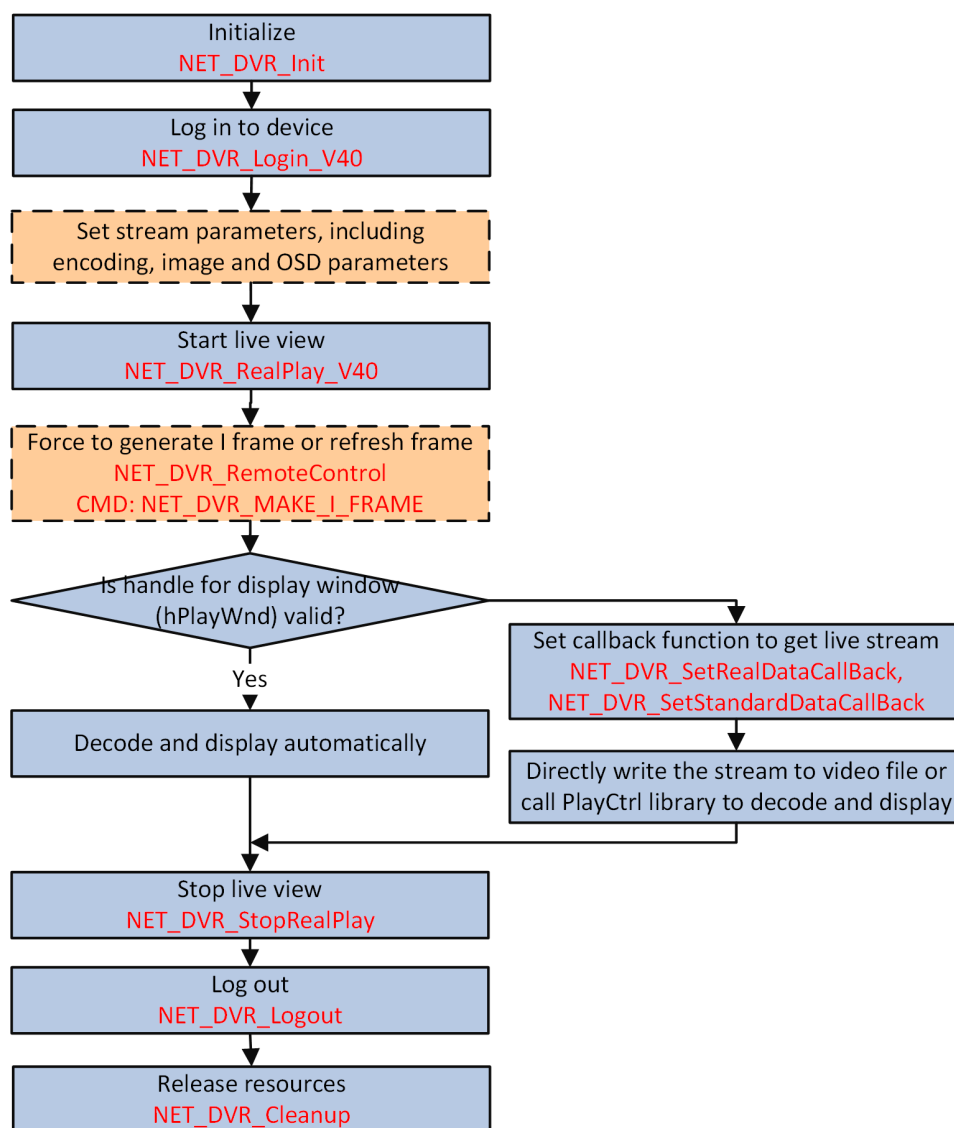 Initialize
NET_DVR_Init
Log in to device
NET_DVR_Login_V40
Set stream parameters, including
encoding, image and OSD parameters
Start live view
NET_DVR_RealPlay_V40
Force to generate I frame or refresh frame
NET_DVR_RemoteControl
CMD: NET_DVR_MAKE_I_FRAME
Is handle for display window
(hPlayWnd) valid?
Yes
Decode and display automatically
Set callback function to get live stream
NET_DVR_SetRealDataCallBack,
NET_DVR_SetStandardDataCallBack
Directly write the stream to video file or
call PlayCtrl library to decode and display
Stop live view
NET_DVR_StopRealPlay
Log out
NET_DVR_Logout
Release resources
NET_DVR_Cleanup